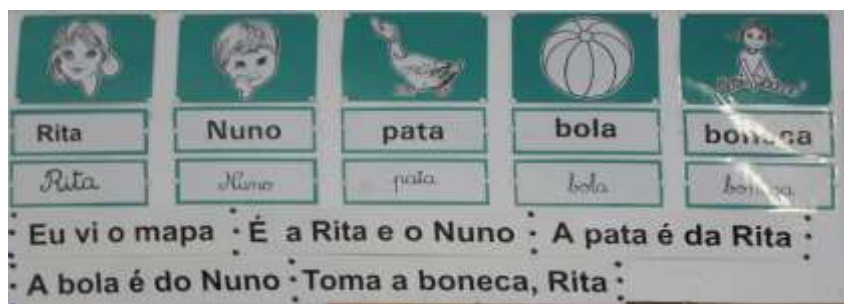 Rita Nuno pata bola boneca
Rita Nuno pata bola boneca
Eu vi o mapa É a Rita e o Nuno A pata é da Rita
A bola é do Nuno Toma a boneca, Rita